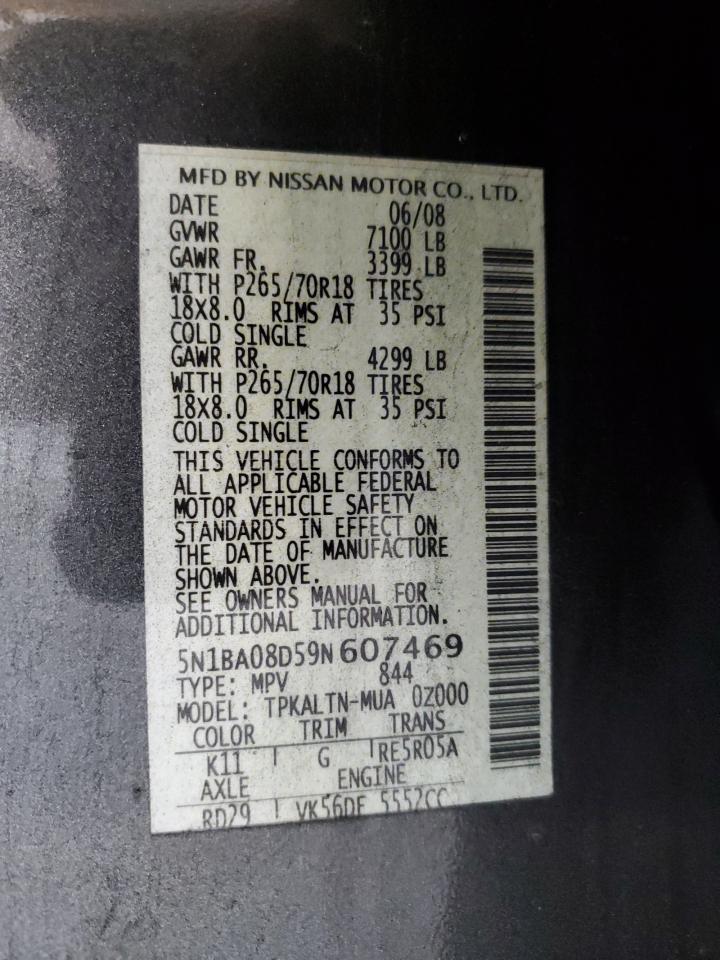 MFD BY NISSAN MOTOR CO., LTD.
DATE 06/08
GVWR 7100 LB
GAWR FR. 3399 LB
WITH P265/70R18 TIRES
18X8.0 RIMS AT 35 PSI
COLD SINGLE
GAWR RR. 4299 LB
WITH P265/70R18 TIRES
18X8.0 RIMS AT 35 PSI
COLD SINGLE
THIS VEHICLE CONFORMS TO
ALL APPLICABLE FEDERAL
MOTOR VEHICLE SAFETY
STANDARDS IN EFFECT ON
THE DATE OF MANUFACTURE
SHOWN ABOVE.
SEE OWNERS MANUAL FOR
ADDITIONAL INFORMATION.
5N1BA08D59N607469
TYPE: MPV 844
MODEL: TPKALTN-MUA 0Z000
COLOR TRIM TRANS
K11 G RE5R05A
AXLE ENGINE
RD29 VK56DE 5552CC